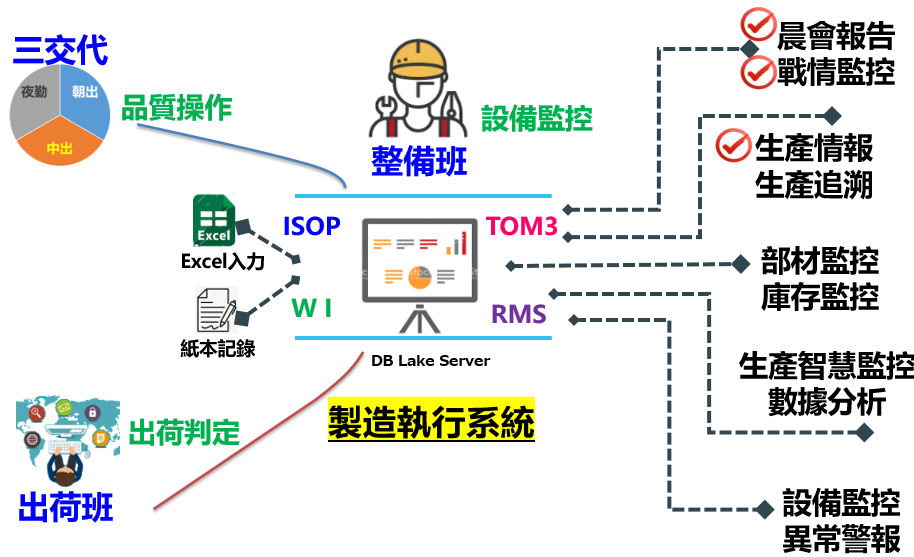 三交代
夜勤
朝出
中出
品質操作
整備班
設備監控
晨會報告
戰情監控
生產情報
生產追溯
Excel
Excel入力
紙本記錄
ISOP
TOM3
W I
RMS
DB Lake Server
製造執行系統
部材監控
庫存監控
生產智慧監控
數據分析
出荷判定
出荷班
設備監控
異常警報